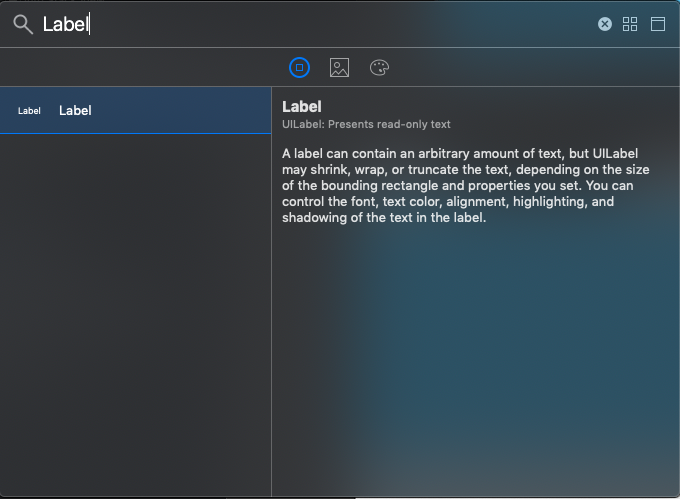 Label
Label Label
Label
UILabel: Presents read-only text
A label can contain an arbitrary amount of text, but UILabel
may shrink, wrap, or truncate the text, depending on the size
of the bounding rectangle and properties you set. You can
control the font, text color, alignment, highlighting, and
shadowing of the text in the label.